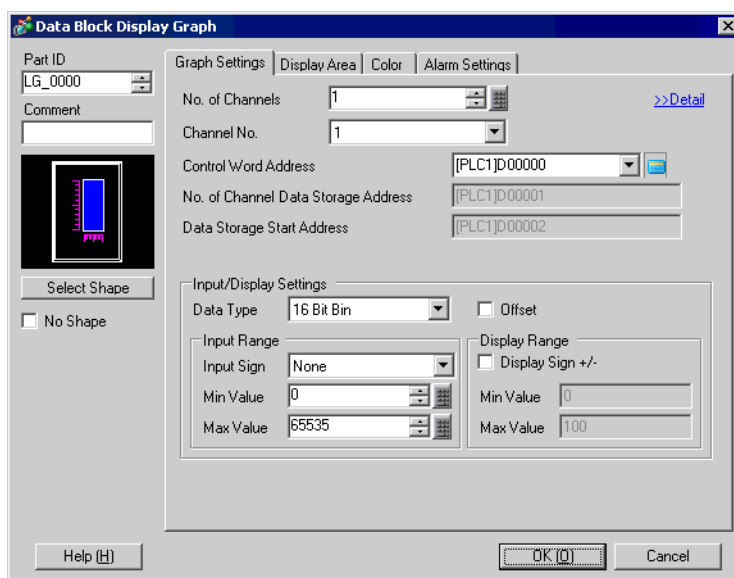 Data Block Display Graph
Part ID
LG_0000
Comment
Select Shape
No Shape
Graph Settings Display Area Color Alarm Settings
No. of Channels 1 >>Detail
Channel No. 1
Control Word Address [PLC1]D00000
No. of Channel Data Storage Address [PLC1]D00001
Data Storage Start Address [PLC1]D00002
Input/Display Settings
Data Type 16 Bit Bin Offset
Input Range Display Range
Input Sign None Display Sign +/-
Min Value 0 Min Value 0
Max Value 65535 Max Value 100
Help (H) OK (O) Cancel